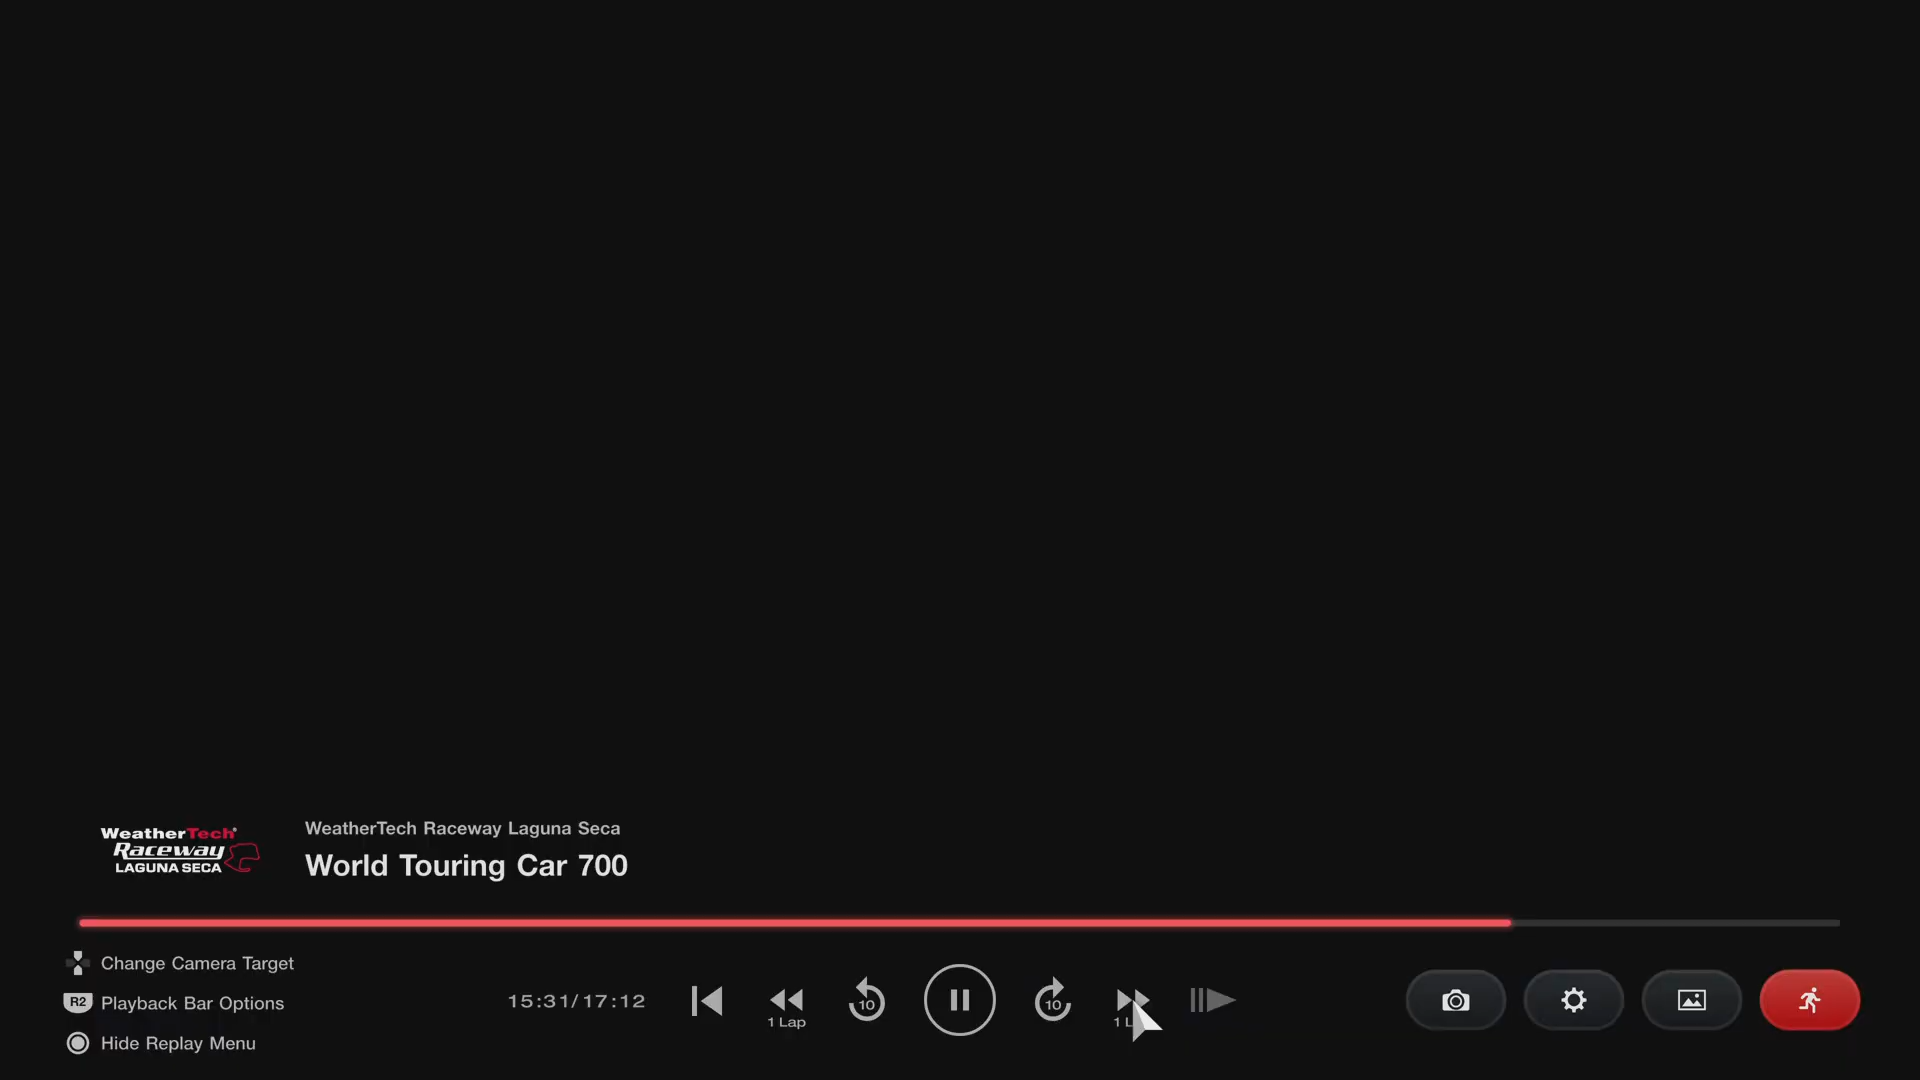 WeatherTech
Raceway
LAGUNA SECA
WeatherTech Raceway Laguna Seca
World Touring Car 700
Change Camera Target
R2 Playback Bar Options
Hide Replay Menu
15:31/17:12
1 Lap
10
10
1 L